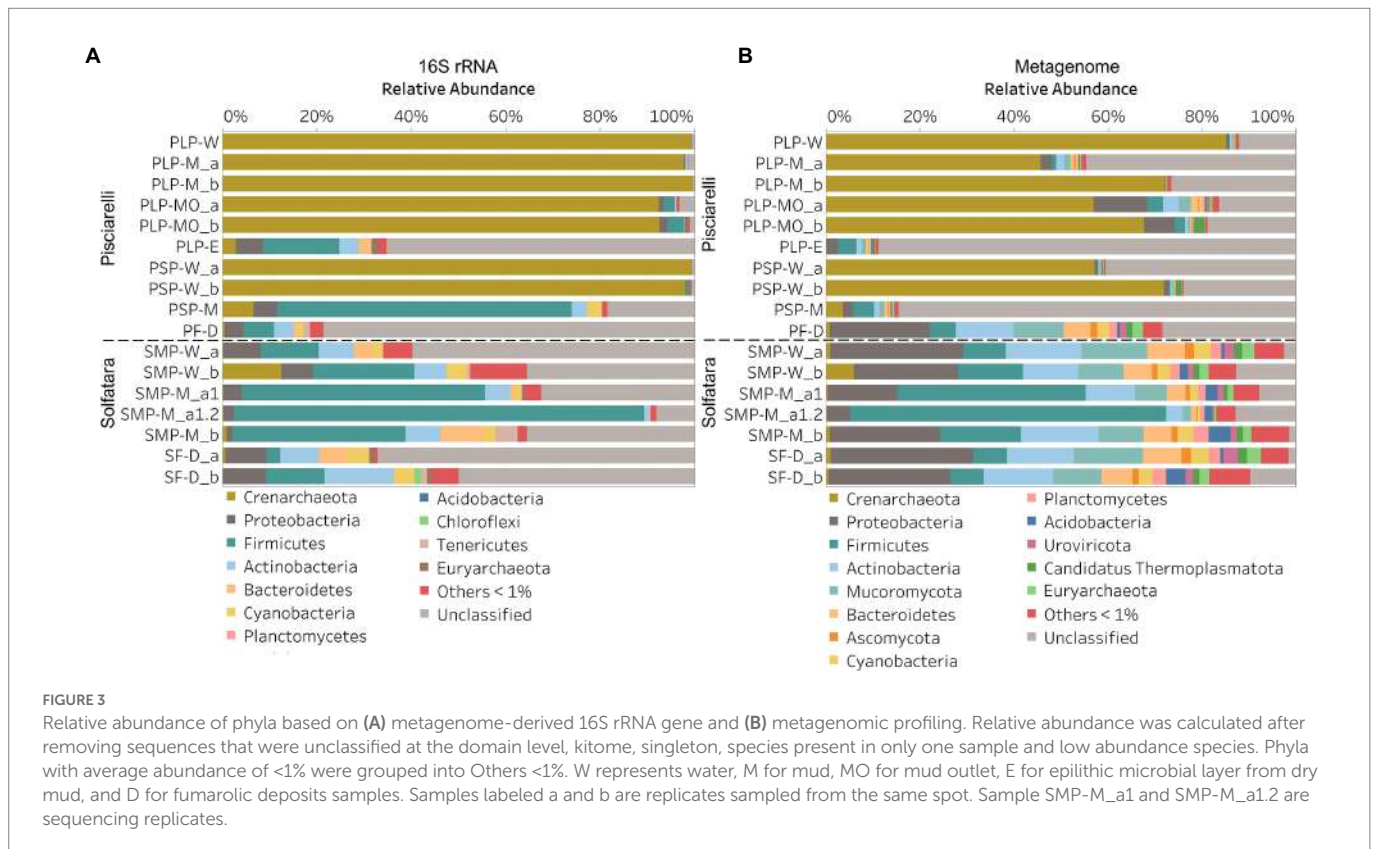 A
16S rRNA
Relative Abundance
0% 20% 40% 60% 80% 100%
Pisciarelli
PLP-W
PLP-M_a
PLP-M_b
PLP-MO_a
PLP-MO_b
PLP-E
PSP-W_a
PSP-W_b
PSP-M
PF-D
Solfatara
SMP-W_a
SMP-W_b
SMP-M_a1
SMP-M_a1.2
SMP-M_b
SF-D_a
SF-D_b
Crenarchaeota
Proteobacteria
Firmicutes
Actinobacteria
Bacteroidetes
Cyanobacteria
Planctomycetes
Acidobacteria
Chloroflexi
Tenericutes
Euryarchaeota
Others < 1%
Unclassified
B
Metagenome
Relative Abundance
0% 20% 40% 60% 80% 100%
Pisciarelli
PLP-W
PLP-M_a
PLP-M_b
PLP-MO_a
PLP-MO_b
PLP-E
PSP-W_a
PSP-W_b
PSP-M
PF-D
Solfatara
SMP-W_a
SMP-W_b
SMP-M_a1
SMP-M_a1.2
SMP-M_b
SF-D_a
SF-D_b
Crenarchaeota
Proteobacteria
Firmicutes
Actinobacteria
Mucoromycota
Bacteroidetes
Ascomycota
Cyanobacteria
Planctomycetes
Acidobacteria
Uroviricota
Candidatus Thermoplasmatota
Euryarchaeota
Others < 1%
Unclassified
FIGURE 3
Relative abundance of phyla based on (A) metagenome-derived 16S rRNA gene and (B) metagenomic profiling. Relative abundance was calculated after
removing sequences that were unclassified at the domain level, kitome, singleton, species present in only one sample and low abundance species. Phyla
with average abundance of <1% were grouped into Others <1%. W represents water, M for mud, MO for mud outlet, E for epilithic microbial layer from dry
mud, and D for fumarolic deposits samples. Samples labeled a and b are replicates sampled from the same spot. Sample SMP-M_a1 and SMP-M_a1.2 are
sequencing replicates.